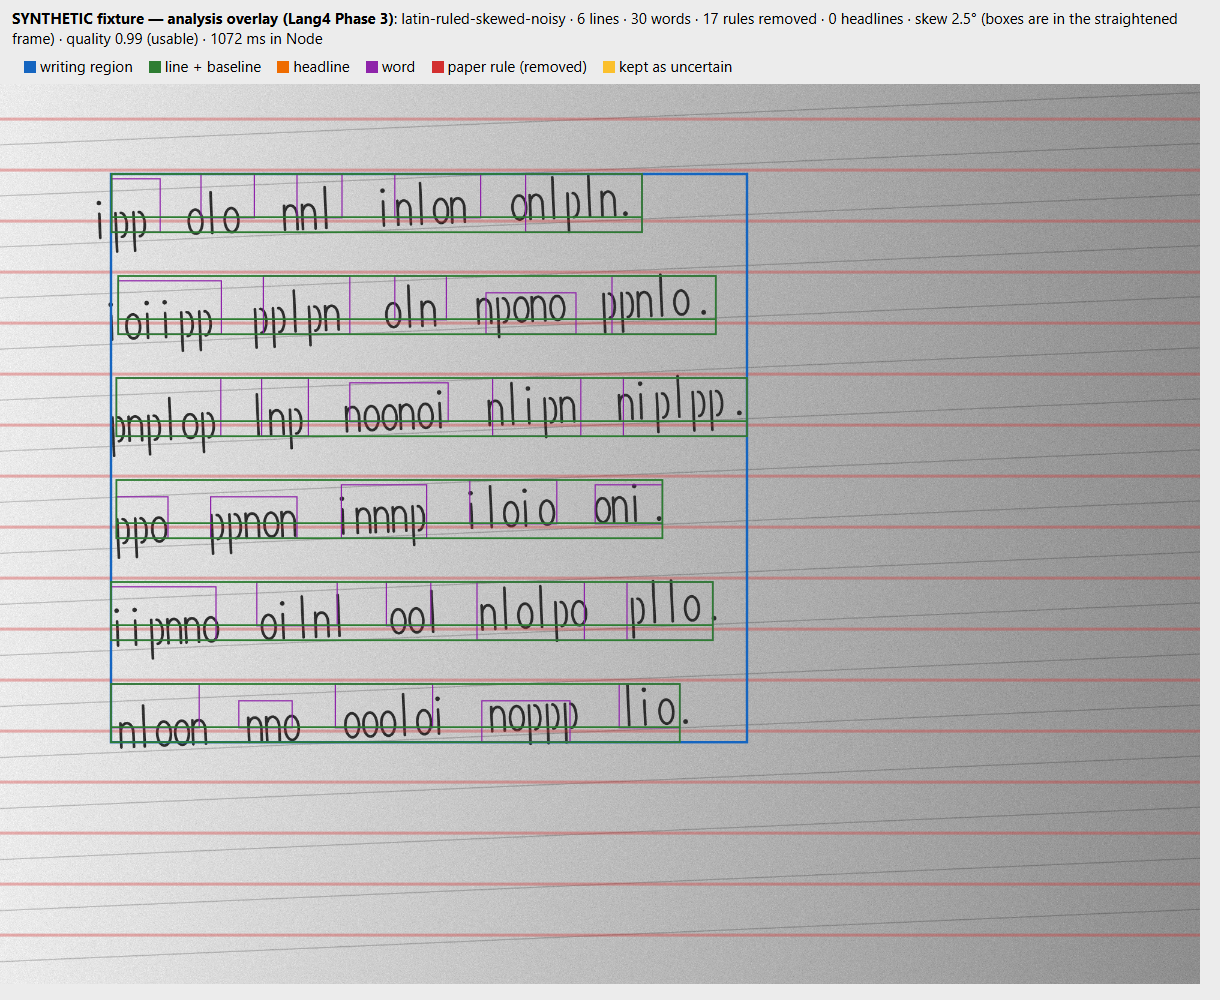 SYNTHETIC fixture — analysis overlay (Lang4 Phase 3): latin-ruled-skewed-noisy · 6 lines · 30 words · 17 rules removed · 0 headlines · skew 2.5° (boxes are in the straightened frame) · quality 0.99 (usable) · 1072 ms in Node
writing region line + baseline headline word paper rule (removed) kept as uncertain
ipp olo nnl inlon onlpln.
ioiipp pplpn oln npono ppnlo.
pnplop lnp noonoi nlipn niplpp.
ppo ppnon innnp iloio oni.
iipnno oilnl ool nlolpo pllo.
nloon nno oooloi noppp lio.